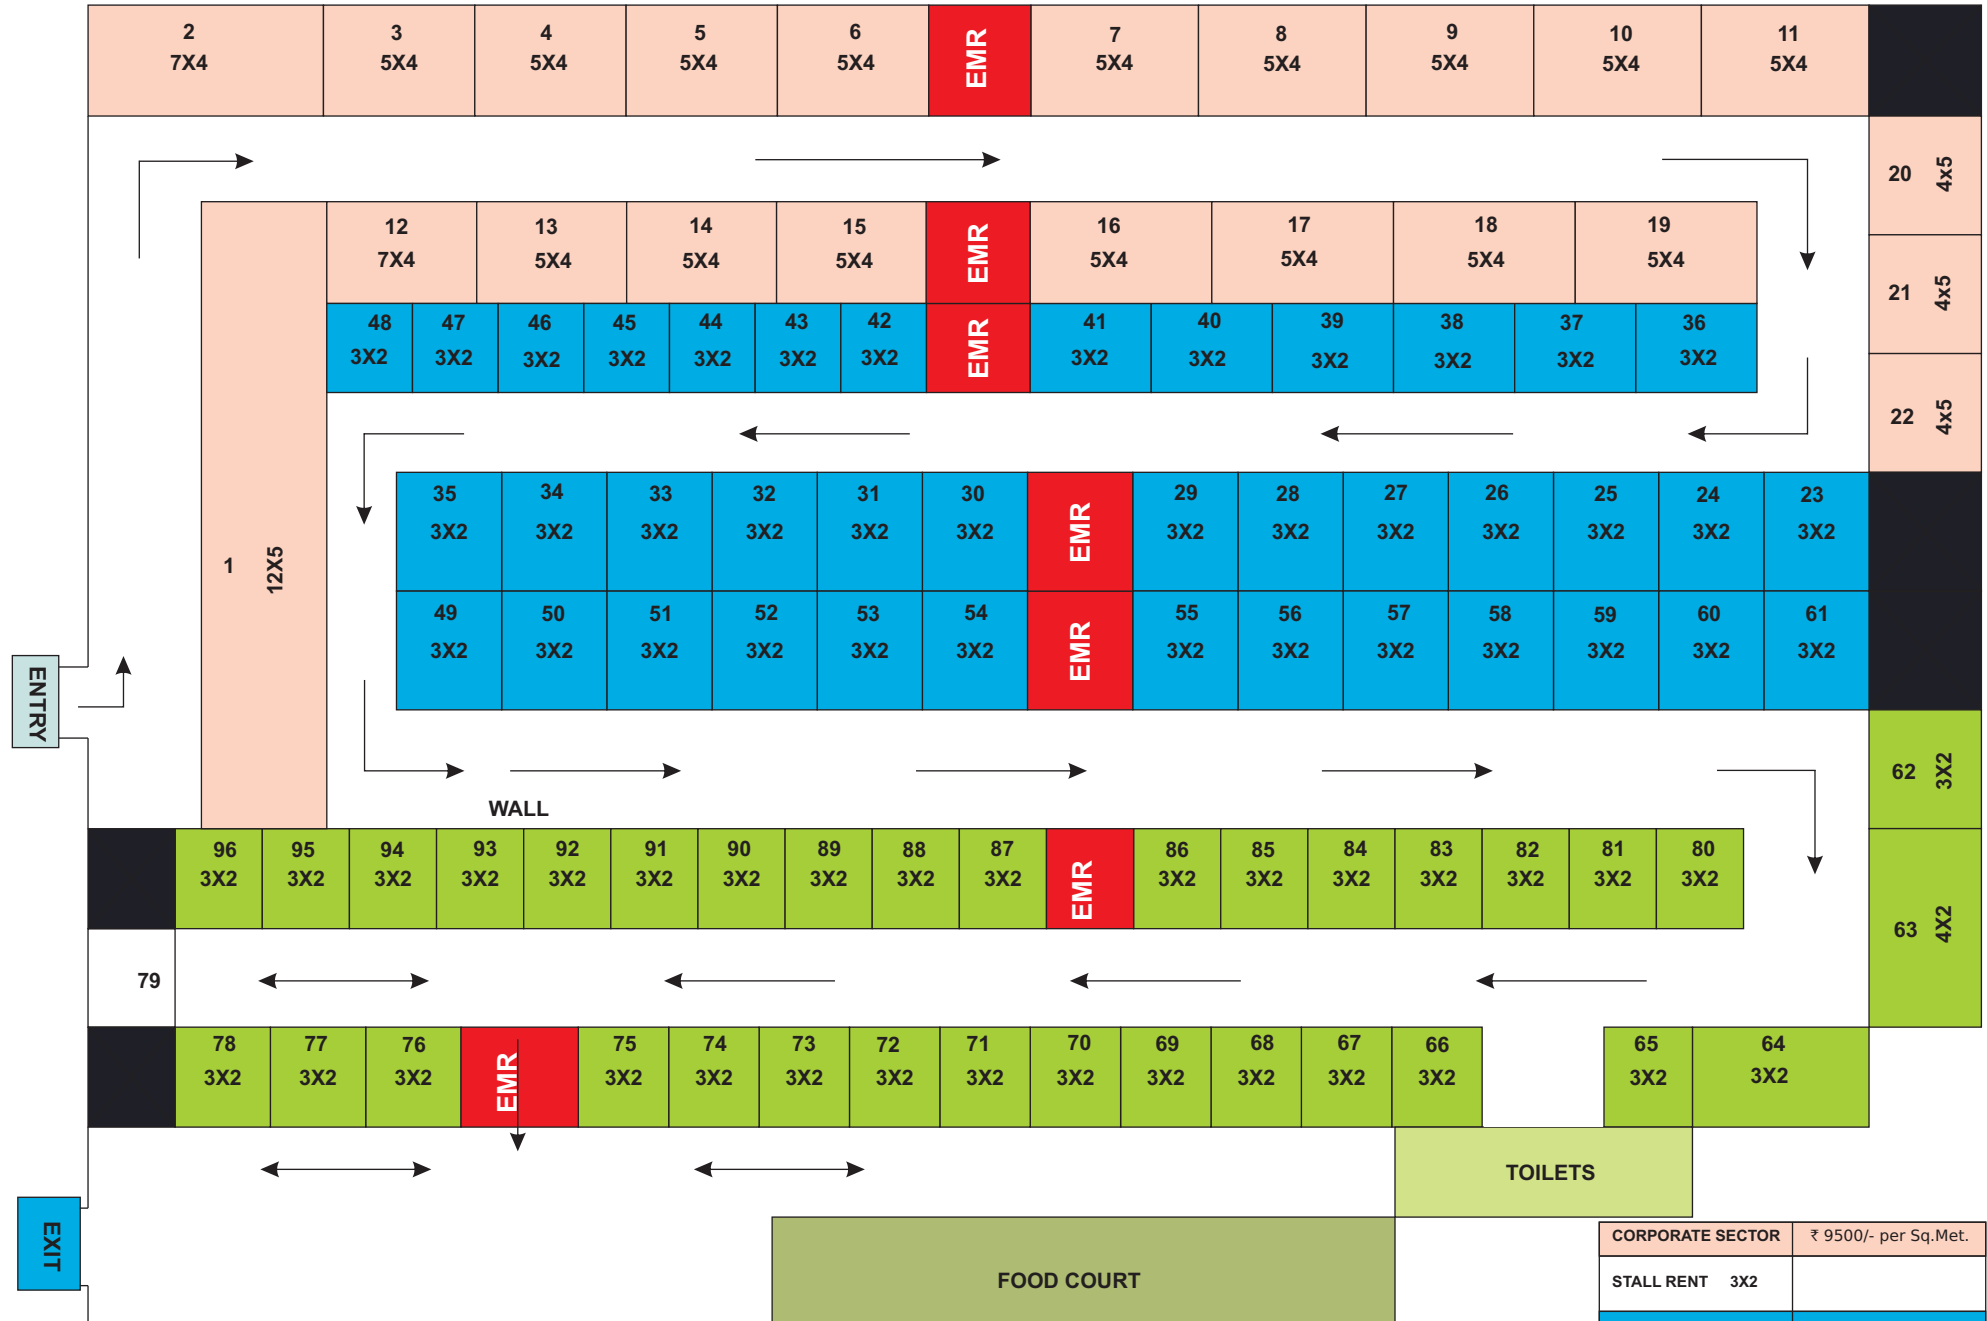 2 3 4 5 6 EMR 7 8 9 10 11
7X4 5X4 5X4 5X4 5X4 5X4 5X4 5X4 5X4 5X4
20 4x5
12 13 14 15 EMR 16 17 18 19
7X4 5X4 5X4 5X4 5X4 5X4 5X4 5X4
21 4x5
48 47 46 45 44 43 42 EMR 41 40 39 38 37 36
3X2 3X2 3X2 3X2 3X2 3X2 3X2 3X2 3X2 3X2 3X2 3X2 3X2
22 4x5
35 34 33 32 31 30 EMR 29 28 27 26 25 24 23
3X2 3X2 3X2 3X2 3X2 3X2 3X2 3X2 3X2 3X2 3X2 3X2 3X2
1 12X5
49 50 51 52 53 54 EMR 55 56 57 58 59 60 61
3X2 3X2 3X2 3X2 3X2 3X2 3X2 3X2 3X2 3X2 3X2 3X2 3X2
ENTRY
62 3X2
WALL
96 95 94 93 92 91 90 89 88 87 EMR 86 85 84 83 82 81 80
3X2 3X2 3X2 3X2 3X2 3X2 3X2 3X2 3X2 3X2 3X2 3X2 3X2 3X2 3X2 3X2 3X2
63 4X2
79
78 77 76 EMR 75 74 73 72 71 70 69 68 67 66 65 64
3X2 3X2 3X2 3X2 3X2 3X2 3X2 3X2 3X2 3X2 3X2 3X2 3X2 3X2 3X2
TOILETS
EXIT
FOOD COURT
CORPORATE SECTOR ₹ 9500/- per Sq.Met.
STALL RENT 3X2